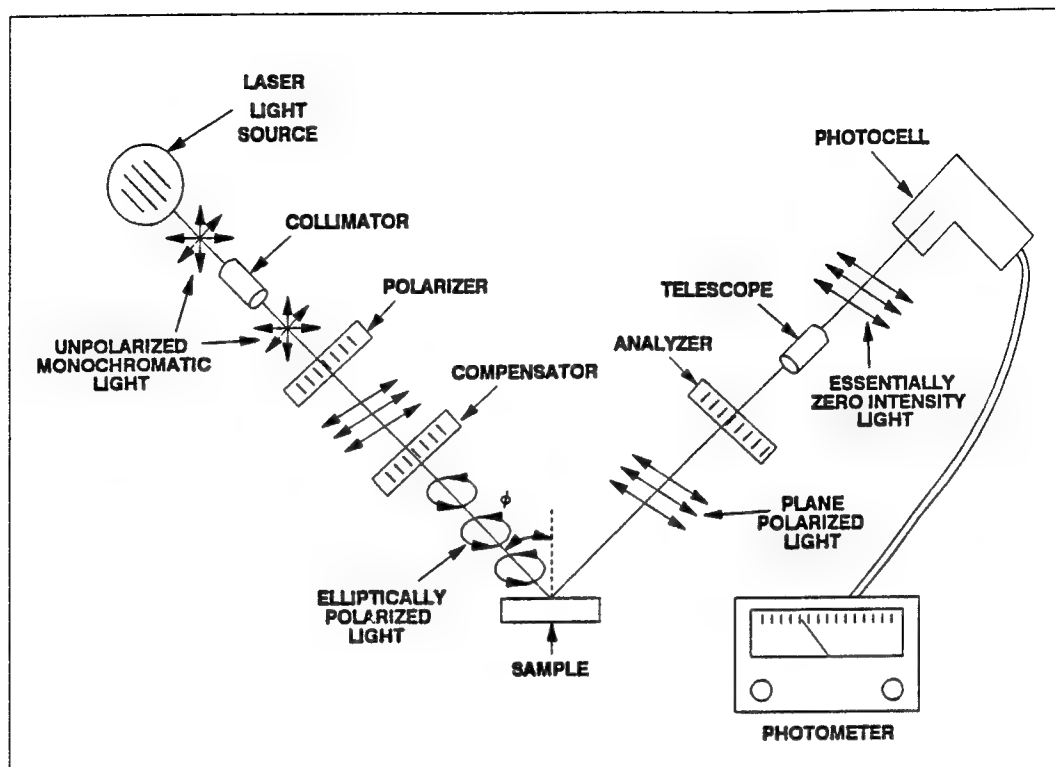 LASER
LIGHT
SOURCE
PHOTOCELL
COLLIMATOR
POLARIZER
TELESCOPE
UNPOLARIZED
MONOCHROMATIC
LIGHT
COMPENSATOR
ANALYZER
ESSENTIALLY
ZERO INTENSITY
LIGHT
ϕ
PLANE
POLARIZED
LIGHT
ELLIPTICALLY
POLARIZED
LIGHT
SAMPLE
PHOTOMETER